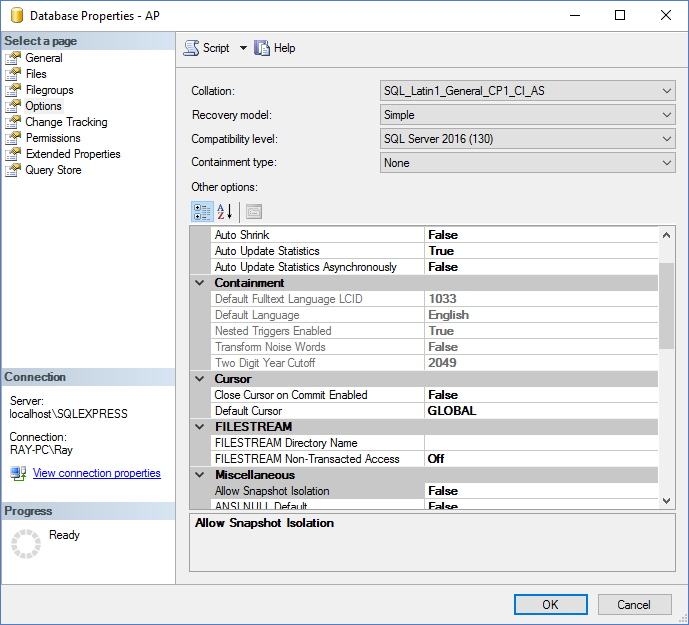 Database Properties - AP
Select a page
General
Files
Filegroups
Options
Change Tracking
Permissions
Extended Properties
Query Store
Connection
Server:
localhost\SQLEXPRESS
Connection:
RAY-PC\Ray
View connection properties
Progress
Ready
Script Help
Collation: SQL_Latin1_General_CP1_CI_AS
Recovery model: Simple
Compatibility level: SQL Server 2016 (130)
Containment type: None
Other options:
Auto Shrink False
Auto Update Statistics True
Auto Update Statistics Asynchronously False
Containment
Default Fulltext Language LCID 1033
Default Language English
Nested Triggers Enabled True
Transform Noise Words False
Two Digit Year Cutoff 2049
Cursor
Close Cursor on Commit Enabled False
Default Cursor GLOBAL
FILESTREAM
FILESTREAM Directory Name
FILESTREAM Non-Transacted Access Off
Miscellaneous
Allow Snapshot Isolation False
ANSI NULL Default False
Allow Snapshot Isolation
OK Cancel